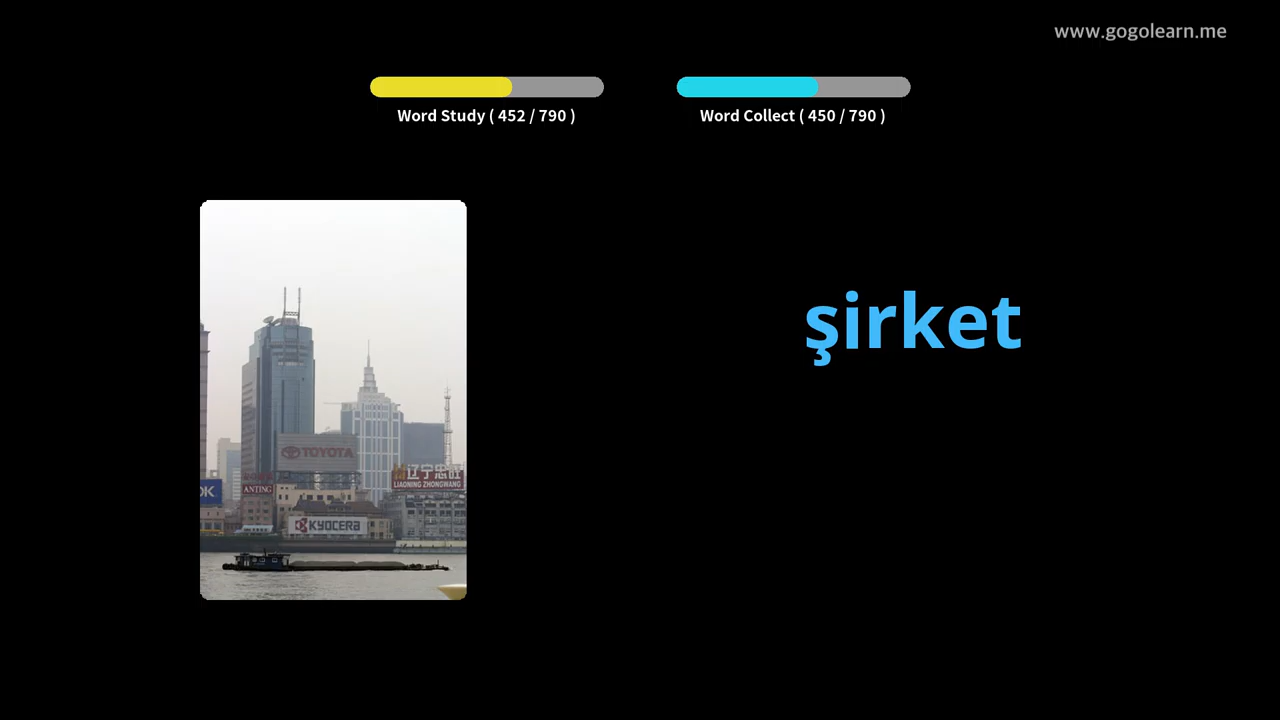 www.gogolearn.me
Word Study ( 452 / 790 )
Word Collect ( 450 / 790 )
şirket
TOYOTA
辽宁忠旺
LIAONING ZHONGWANG
OK
ANTING
KYOCERA